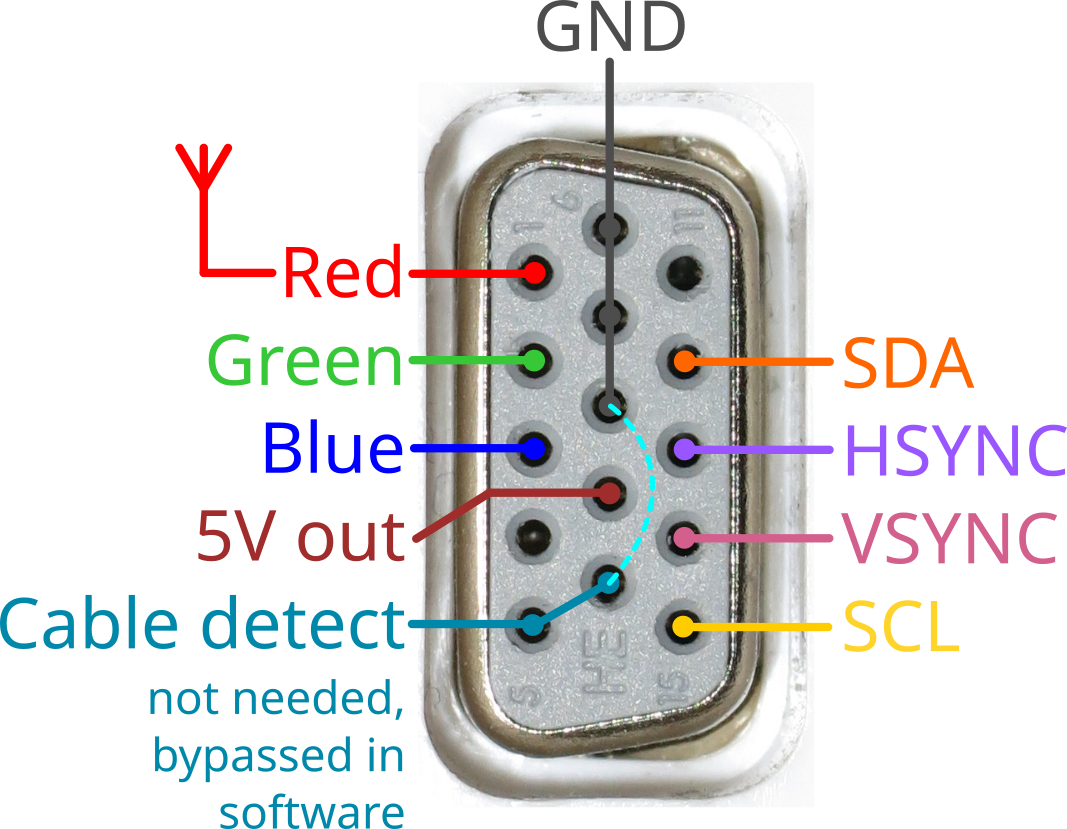 GND
6
1
11
Red
Green
SDA
Blue
HSYNC
5V out
VSYNC
Cable detect
SCL
HE
5
15
not needed,
bypassed in
software